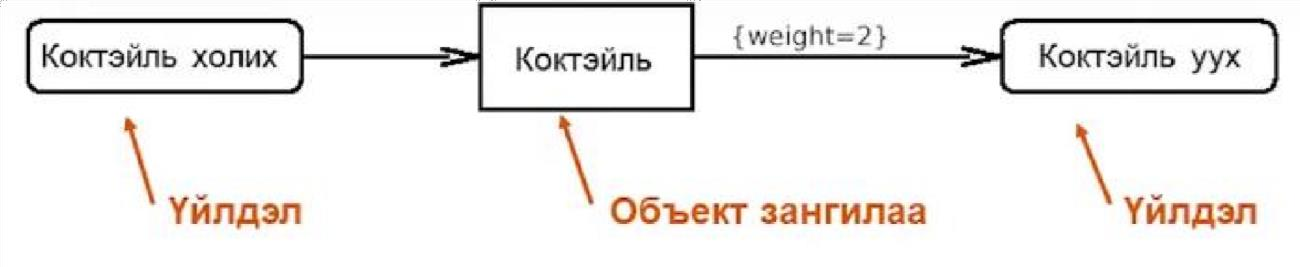 Коктэйль холих
Коктэйль
{weight=2}
Коктэйль уух
Үйлдэл
Объект зангилаа
Үйлдэл